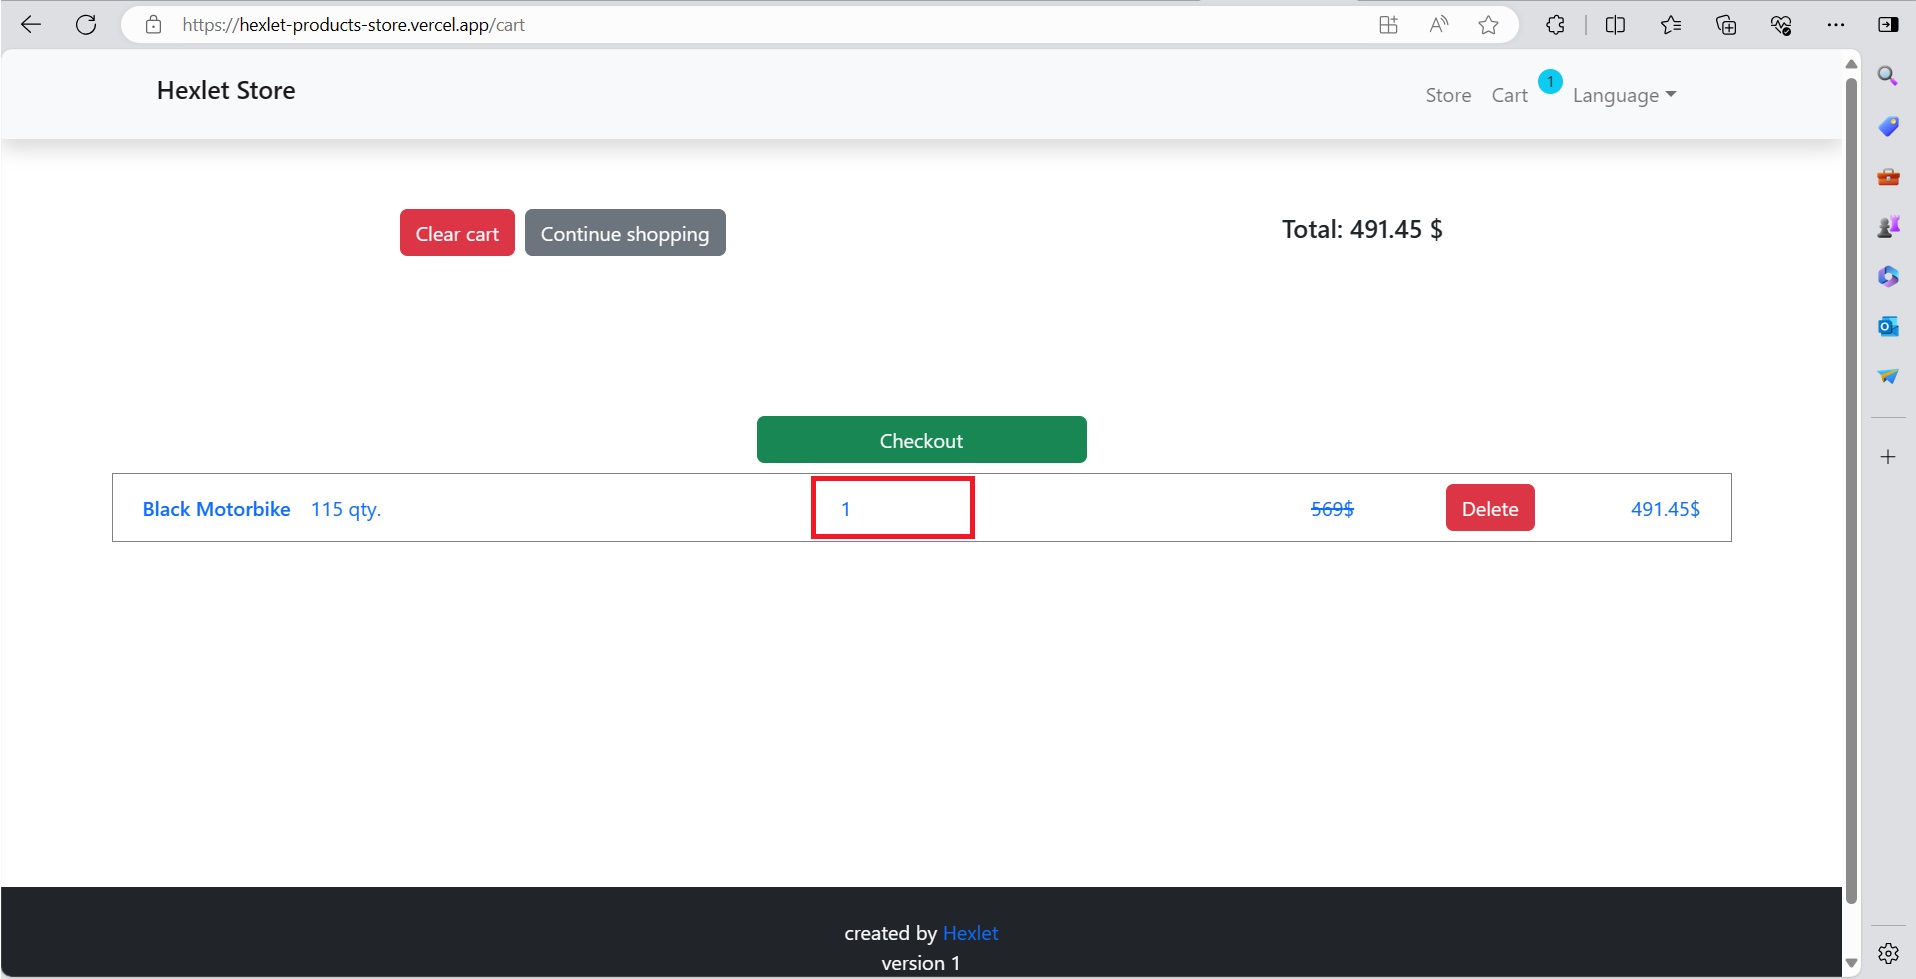 https://hexlet-products-store.vercel.app/cart
Hexlet Store
Store Cart 1 Language
Clear cart Continue shopping Total: 491.45 $
Checkout
Black Motorbike 115 qty. 1 569$ Delete 491.45$
created by Hexlet
version 1